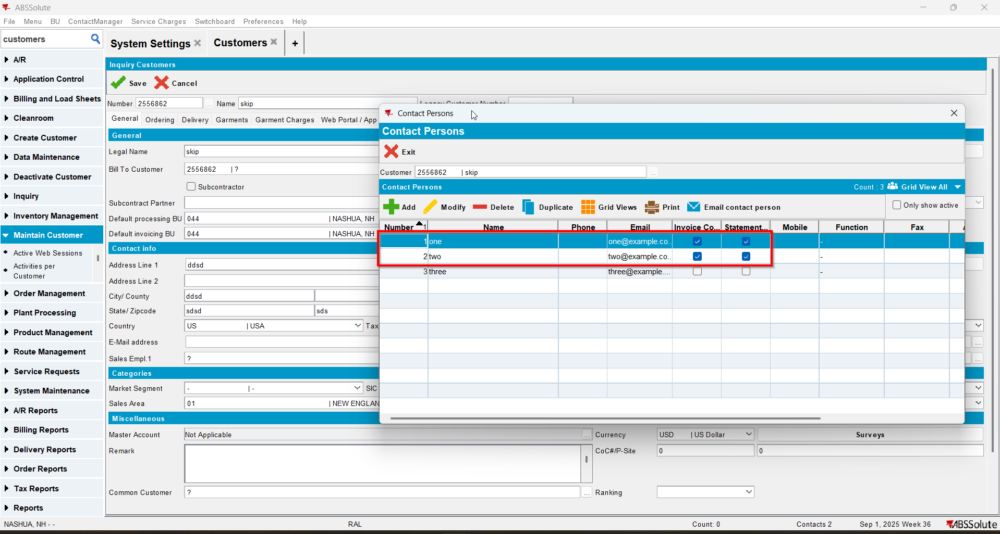 ABSSolute
File Menu BU ContactManager Service Charges Switchboard Preferences Help
customers
System Settings
Customers
+
A/R
Application Control
Billing and Load Sheets
Cleanroom
Create Customer
Data Maintenance
Deactivate Customer
Inquiry
Inventory Management
Maintain Customer
Active Web Sessions
Activities per
Customer
Order Management
Plant Processing
Product Management
Route Management
Service Requests
System Maintenance
A/R Reports
Billing Reports
Delivery Reports
Order Reports
Tax Reports
Reports
Inquiry Customers
Save Cancel
Number 2556862 ... Name skip Legacy Customer Number
General Ordering Delivery Garments Garment Charges Web Portal / App
General
Legal Name skip
Bill To Customer 2556862 | ?
Subcontractor
Subcontract Partner
Default processing BU 044 | NASHUA, NH
Default invoicing BU 044 | NASHUA, NH
Contact info
Address Line 1 ddsd
Address Line 2
City/ County ddsd
State/ Zipcode sdsd sds
Country US | USA Tax
E-Mail address
...
Sales Empl.1 ?
...
Categories
Market Segment - | - SIC
Sales Area 01 | NEW ENGLAN
Miscellaneous
Master Account Not Applicable ... Currency USD | US Dollar Surveys
Remark CoC#/P-Site 0 0
Common Customer ? ... Ranking
Contact Persons
Contact Persons
Exit
Customer 2556862 | skip ...
Contact Persons Count : 3 Grid View All
Add Modify Delete Duplicate Grid Views Print Email contact person Only show active
Number 1 Name Phone Email Invoice Co... Statement... Mobile Function Fax
1 one one@example.co... -
2 two two@example.co... -
3 three three@example.... -
NASHUA, NH - - RAL Count: 0 Contacts 2 Sep 1, 2025 Week 36 ABSSolute